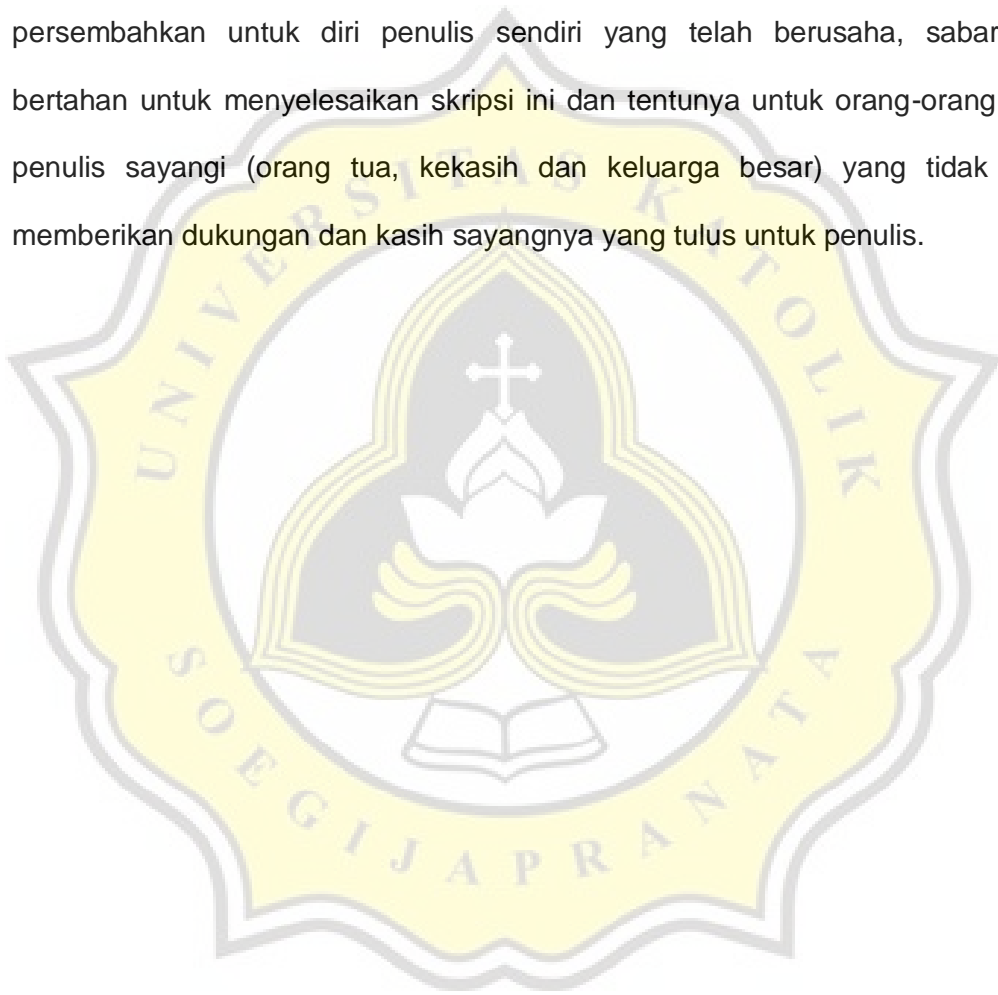 persembahkan untuk diri penulis sendiri yang telah berusaha, sabar
bertahan untuk menyelesaikan skripsi ini dan tentunya untuk orang-orang
penulis sayangi (orang tua, kekasih dan keluarga besar) yang tidak
memberikan dukungan dan kasih sayangnya yang tulus untuk penulis.
UNIVERSITAS KATOLIK
SOEGIJAPRANATA